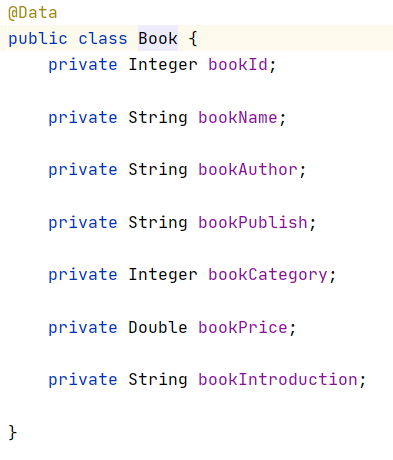 @Data
public class Book {
    private Integer bookId;
    private String bookName;
    private String bookAuthor;
    private String bookPublish;
    private Integer bookCategory;
    private Double bookPrice;
    private String bookIntroduction;
}